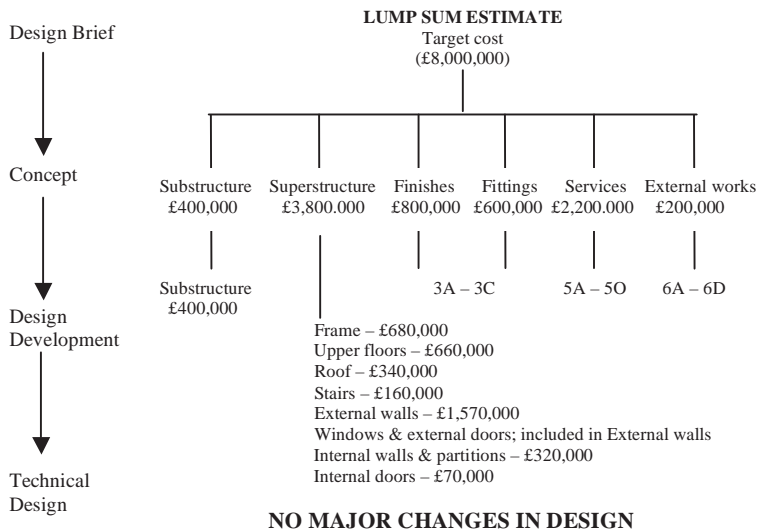 LUMP SUM ESTIMATE
Design Brief
Target cost
(£8,000,000)
Concept
Substructure Superstructure Finishes Fittings Services External works
£400,000 £3,800.000 £800,000 £600,000 £2,200.000 £200,000
Substructure 3A – 3C 5A – 5O 6A – 6D
£400,000
Design
Development
Frame – £680,000
Upper floors – £660,000
Roof – £340,000
Stairs – £160,000
External walls – £1,570,000
Windows & external doors; included in External walls
Internal walls & partitions – £320,000
Internal doors – £70,000
Technical
Design
NO MAJOR CHANGES IN DESIGN